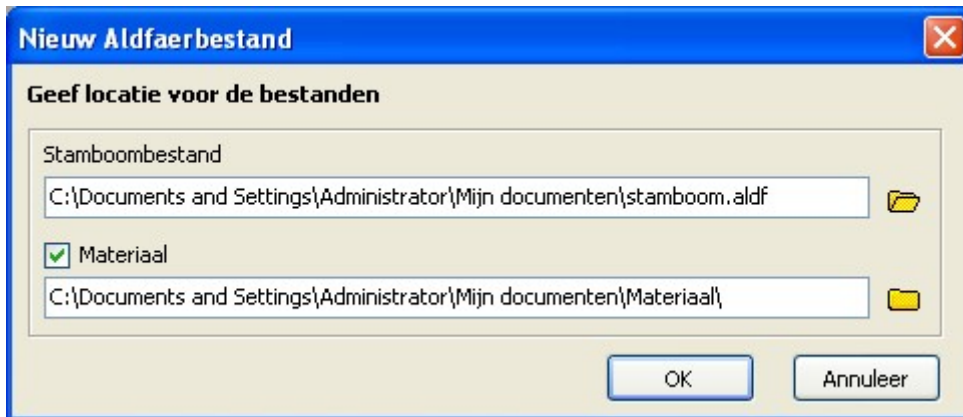 Nieuw Aldfaerbestand
Geef locatie voor de bestanden
Stamboombestand
C:\Documents and Settings\Administrator\Mijn documenten\stamboom.aldf
Materiaal
C:\Documents and Settings\Administrator\Mijn documenten\Materiaal\
OK
Annuleer